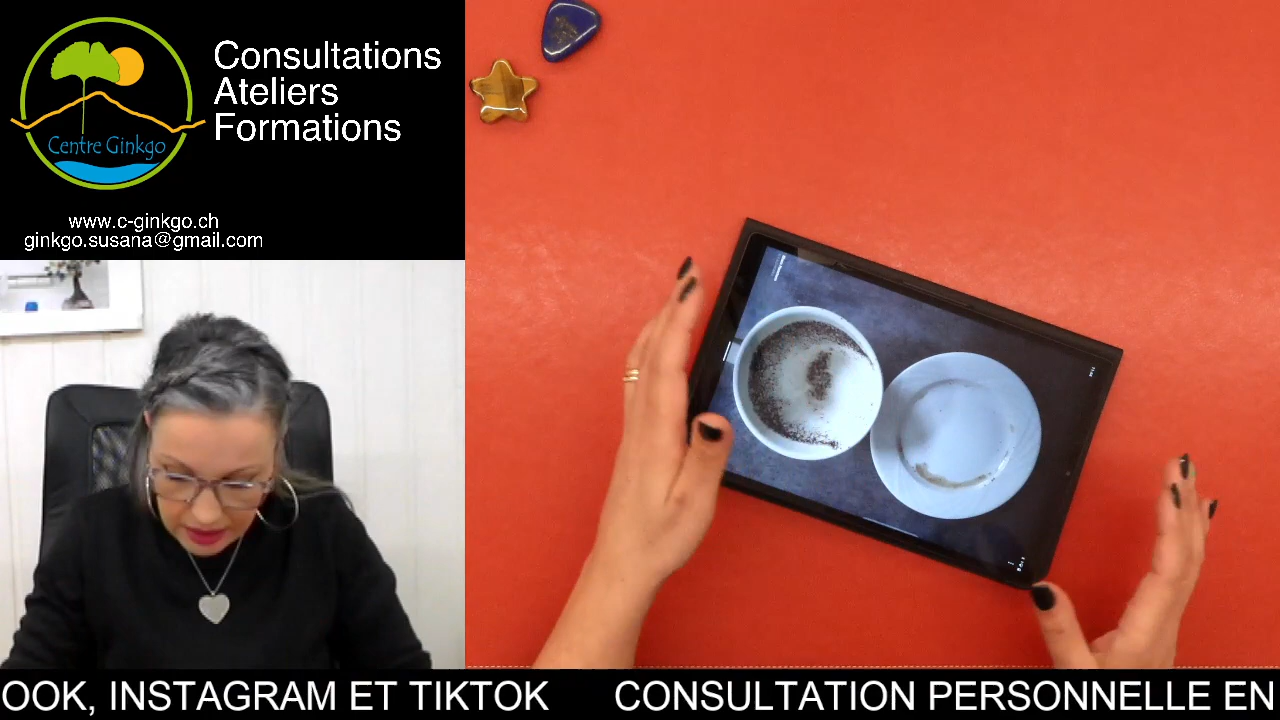 Consultations
Ateliers
Formations
Centre Ginkgo
www.c-ginkgo.ch
ginkgo.susana@gmail.com
OOK, INSTAGRAM ET TIKTOK CONSULTATION PERSONNELLE EN